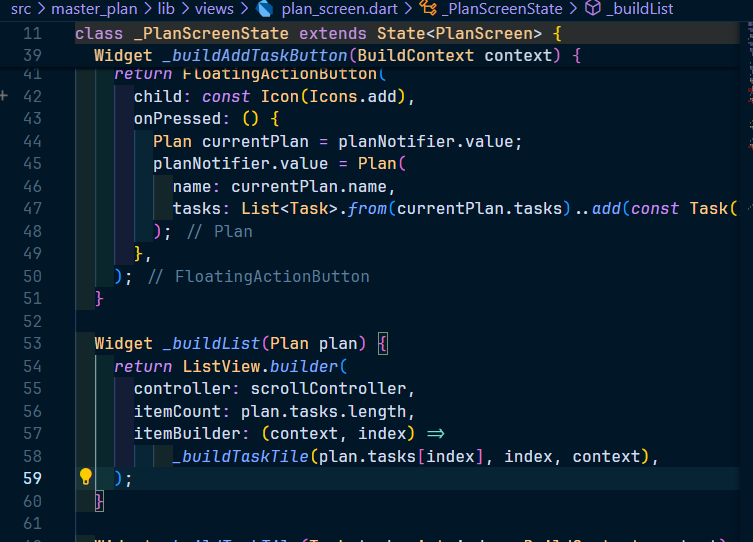 src > master_plan > lib > views > plan_screen.dart > _PlanScreenState > _buildList
11 class _PlanScreenState extends State<PlanScreen> {
39 Widget _buildAddTaskButton(BuildContext context) {
41 return FloatingActionButton(
42 child: const Icon(Icons.add),
43 onPressed: () {
44 Plan currentPlan = planNotifier.value;
45 planNotifier.value = Plan(
46 name: currentPlan.name,
47 tasks: List<Task>.from(currentPlan.tasks)..add(const Task(
48 ); // Plan
49 },
50 ); // FloatingActionButton
51 }
52
53 Widget _buildList(Plan plan) {
54 return ListView.builder(
55 controller: scrollController,
56 itemCount: plan.tasks.length,
57 itemBuilder: (context, index) =>
58 _buildTaskTile(plan.tasks[index], index, context),
59 );
60 }
61